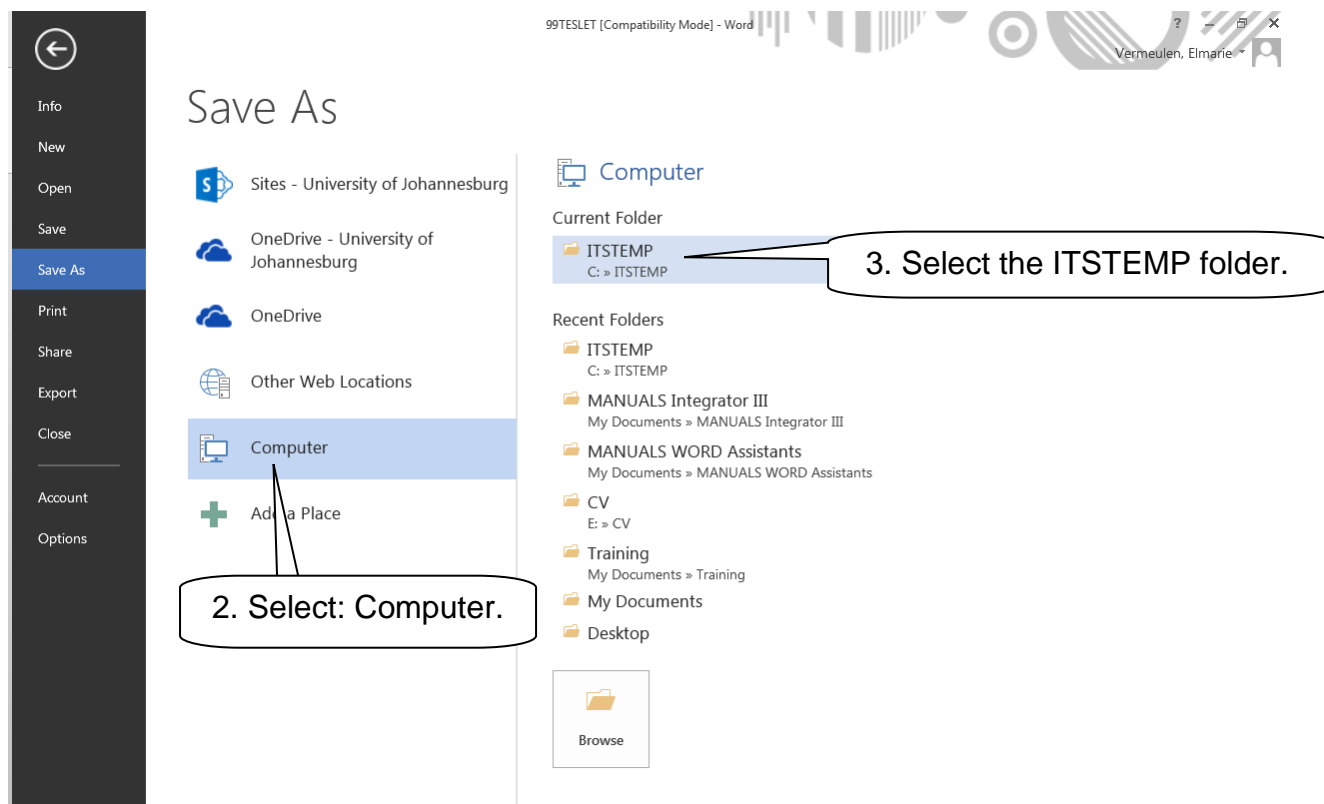 99TESLET [Compatibility Mode] - Word
?
Vermeulen, Elmarie
Info
New
Open
Save
Save As
Print
Share
Export
Close
Account
Options
Save As
Sites - University of Johannesburg
OneDrive - University of
Johannesburg
OneDrive
Other Web Locations
Computer
Add a Place
2. Select: Computer.
Computer
Current Folder
ITSTEMP
C: » ITSTEMP
3. Select the ITSTEMP folder.
Recent Folders
ITSTEMP
C: » ITSTEMP
MANUALS Integrator III
My Documents » MANUALS Integrator III
MANUALS WORD Assistants
My Documents » MANUALS WORD Assistants
CV
E: » CV
Training
My Documents » Training
My Documents
Desktop
Browse